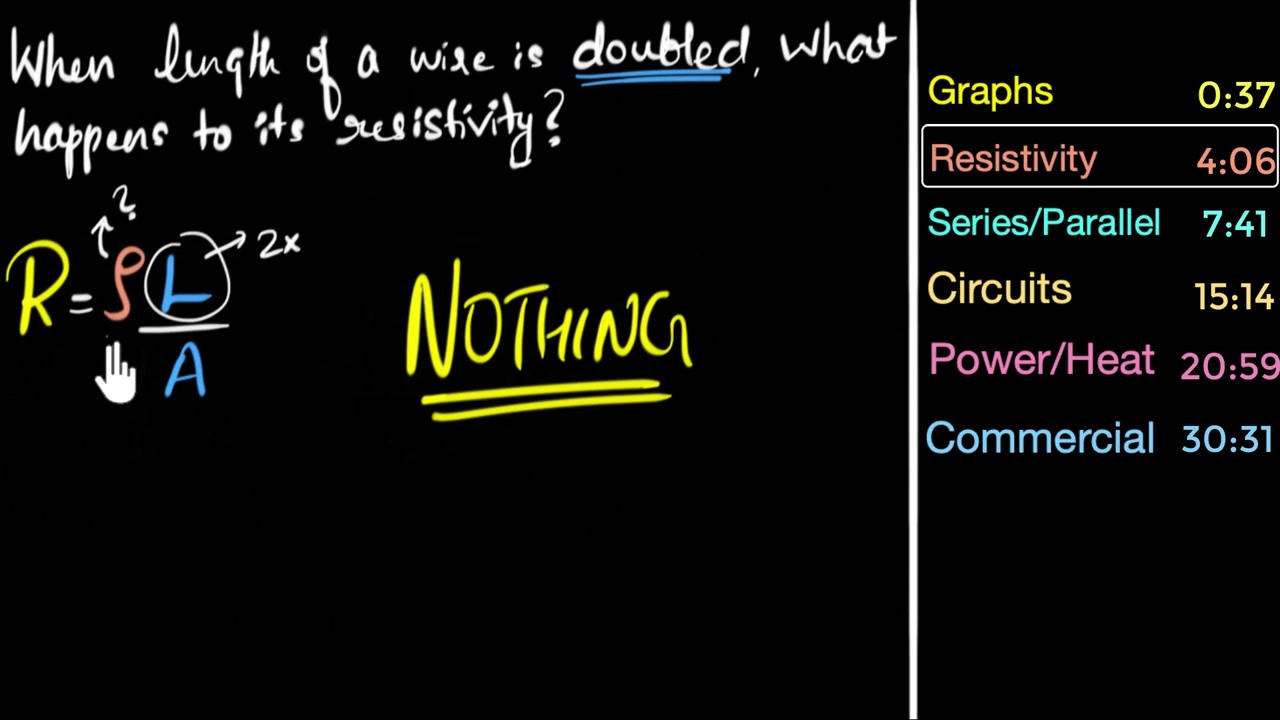 When length of a wire is doubled, what
happens to its resistivity?
?
R = ρ L / A
2x
NOTHING
Graphs 0:37
Resistivity 4:06
Series/Parallel 7:41
Circuits 15:14
Power/Heat 20:59
Commercial 30:31